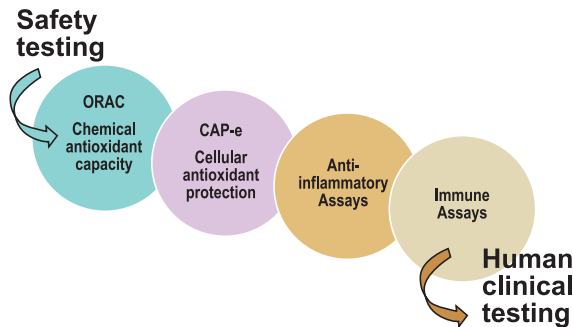 Safety
testing
ORAC
Chemical
antioxidant
capacity
CAP-e
Cellular
antioxidant
protection
Anti-
inflammatory
Assays
Immune
Assays
Human
clinical
testing